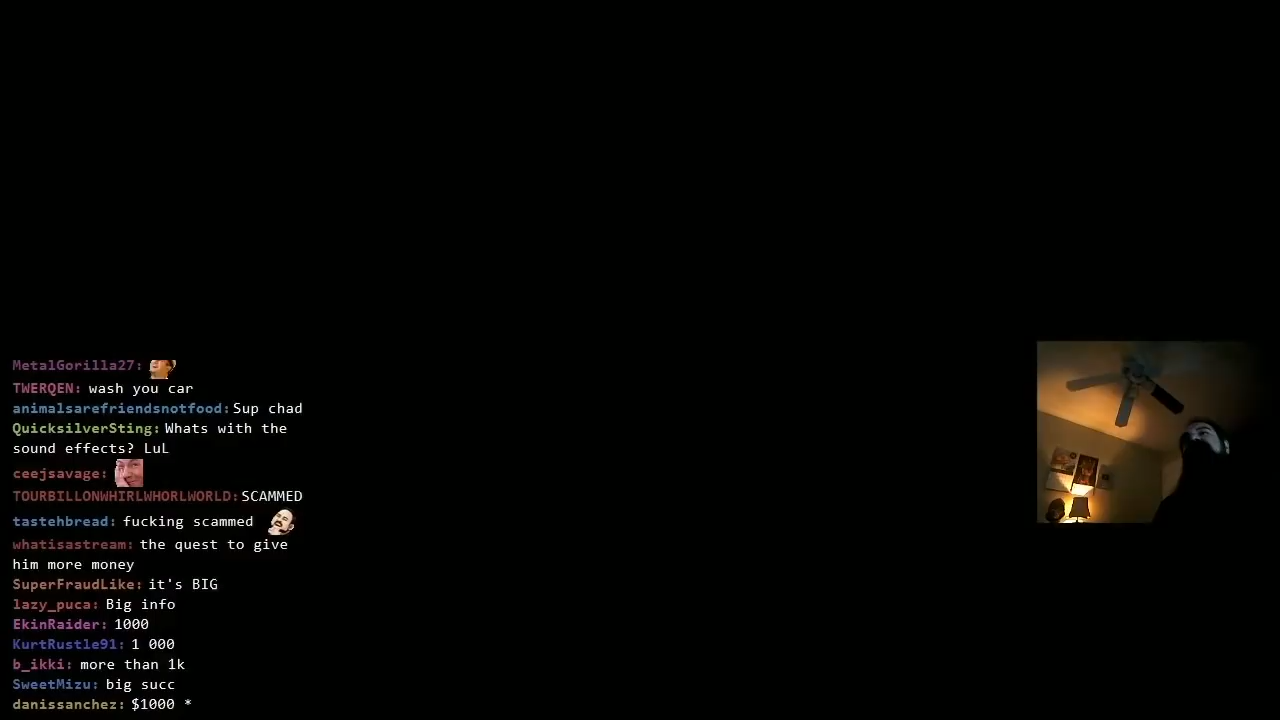 MetalGorilla27:
TWERQEN: wash you car
animalsarefriendsnotfood: Sup chad
QuicksilverSting: Whats with the
sound effects? LuL
ceejsavage:
TOURBILLONWHIRLWHORLWORLD: SCAMMED
tastehbread: fucking scammed
whatisastream: the quest to give
him more money
SuperFraudLike: it's BIG
lazy_puca: Big info
EkinRaider: 1000
KurtRustle91: 1 000
b_ikki: more than 1k
SweetMizu: big succ
danissanchez: $1000 *